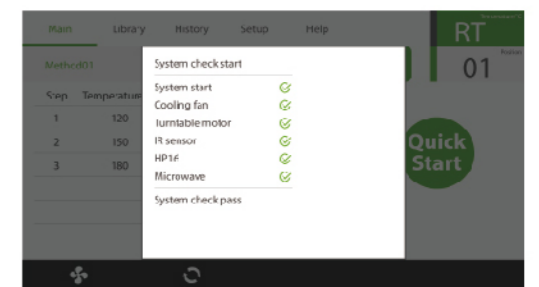 Main Library History Setup Help
RT
Method01
01
Step Temperature
1 120
2 150
3 180
System check start
System start
Cooling fan
Turntable motor
IR sensor
HP16
Microwave
System check pass
Quick
Start